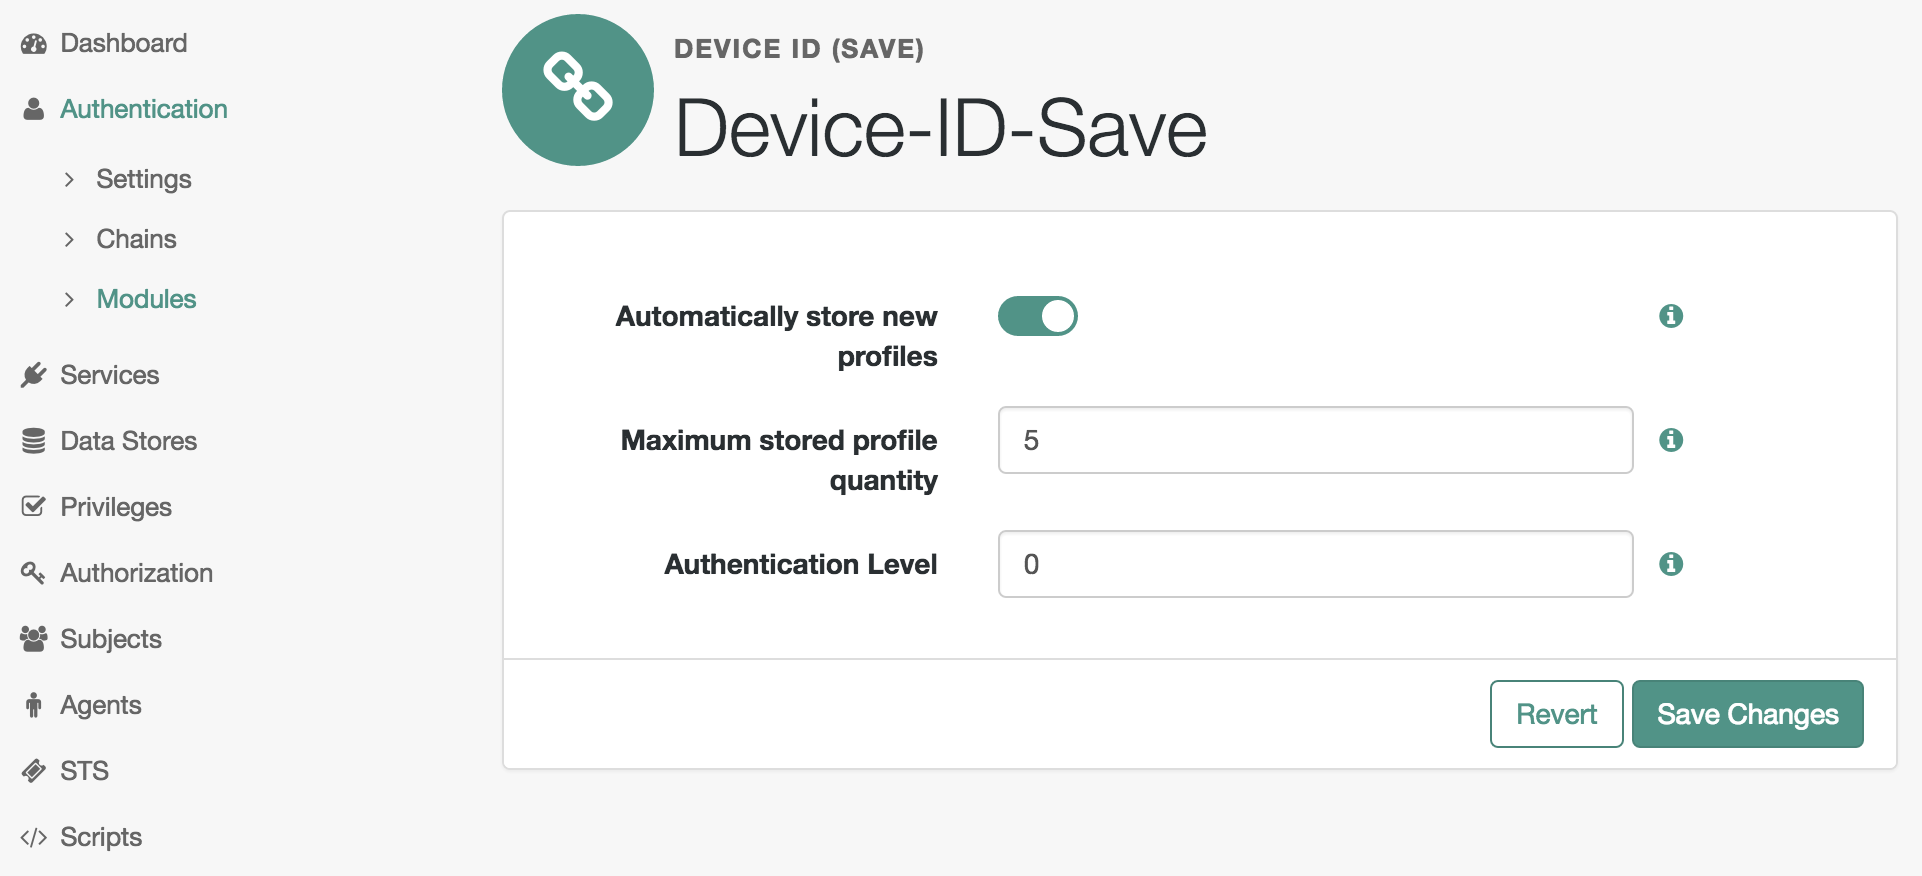 Dashboard
Authentication
Settings
Chains
Modules
Services
Data Stores
Privileges
Authorization
Subjects
Agents
STS
Scripts
DEVICE ID (SAVE)
Device-ID-Save
Automatically store new
profiles
Maximum stored profile
quantity
5
Authentication Level
0
Revert
Save Changes